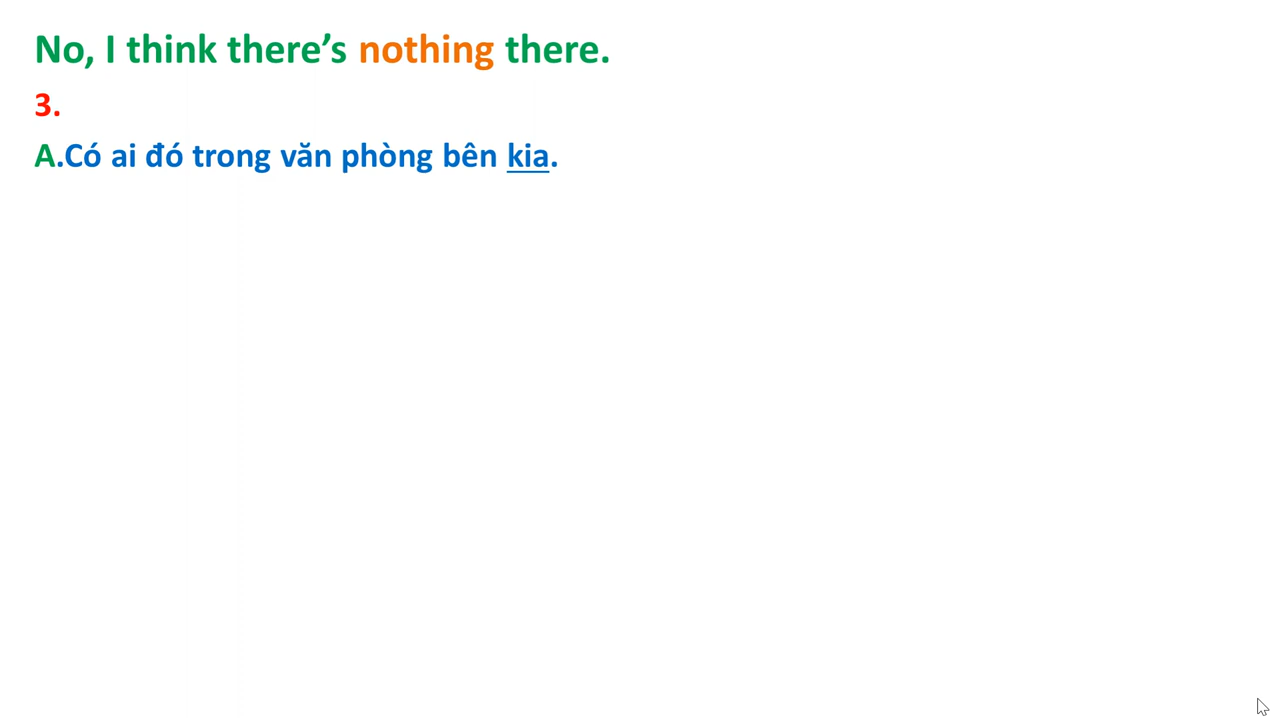 No, I think there’s nothing there.
3.
A.Có ai đó trong văn phòng bên kia.